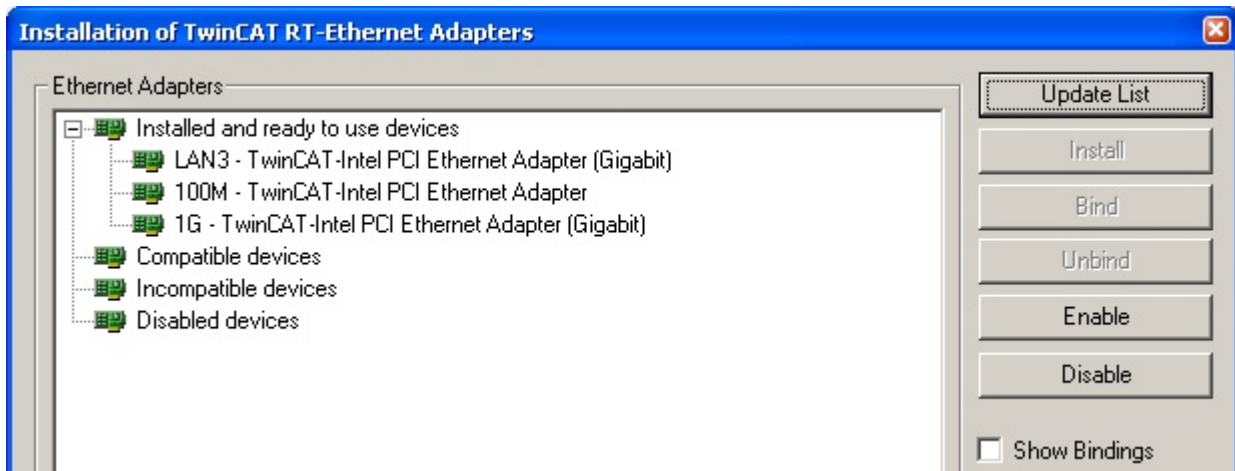 Installation of TwinCAT RT-Ethernet Adapters
Ethernet Adapters
Installed and ready to use devices
LAN3 - TwinCAT-Intel PCI Ethernet Adapter (Gigabit)
100M - TwinCAT-Intel PCI Ethernet Adapter
1G - TwinCAT-Intel PCI Ethernet Adapter (Gigabit)
Compatible devices
Incompatible devices
Disabled devices
Update List
Install
Bind
Unbind
Enable
Disable
Show Bindings